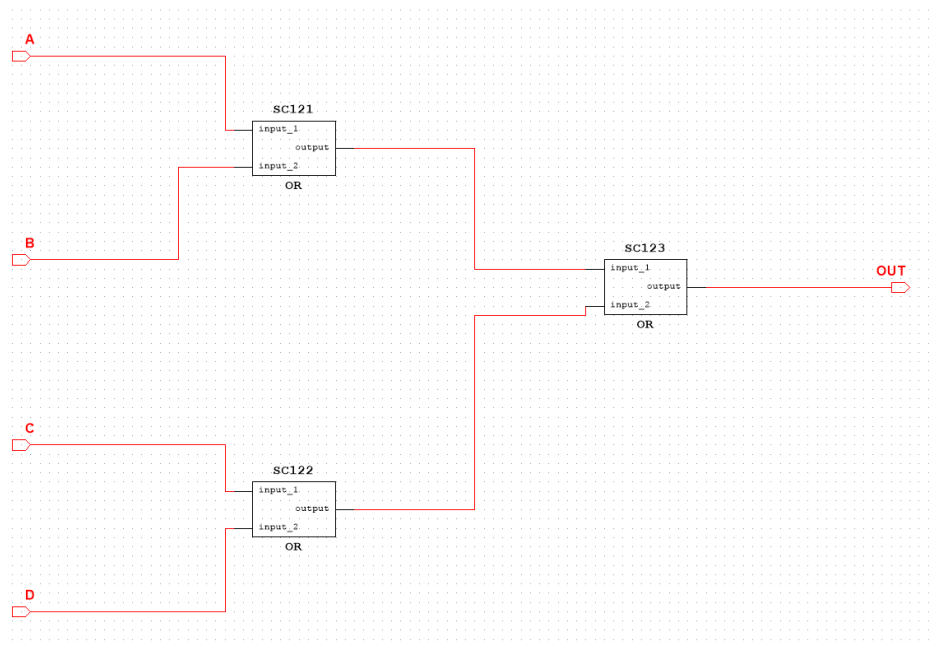 A
SC121
input_1
output
input_2
OR
B
SC123
input_1
output
input_2
OR
OUT
C
SC122
input_1
output
input_2
OR
D